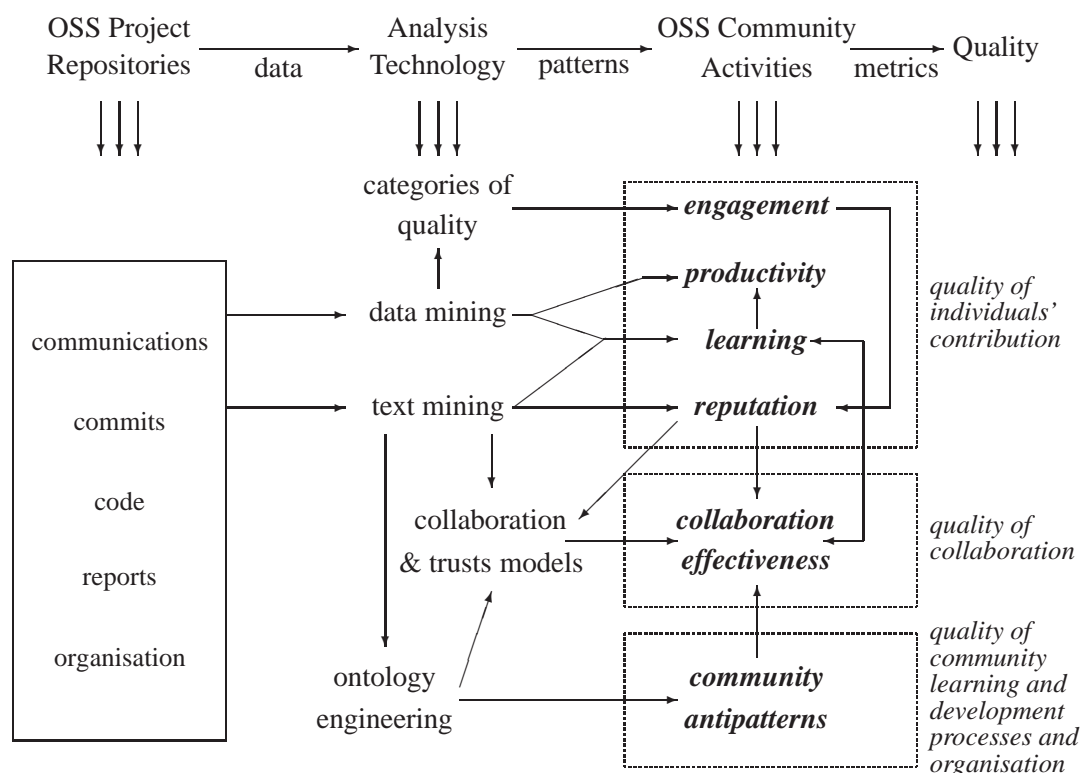 OSS Project
Repositories
data
Analysis
Technology
patterns
OSS Community
Activities
metrics
Quality
categories of
quality
engagement
productivity
data mining
learning
quality of
individuals'
contribution
communications
commits
code
reports
organisation
text mining
reputation
collaboration
& trusts models
collaboration
effectiveness
quality of
collaboration
ontology
engineering
community
antipatterns
quality of
community
learning and
development
processes and
organisation